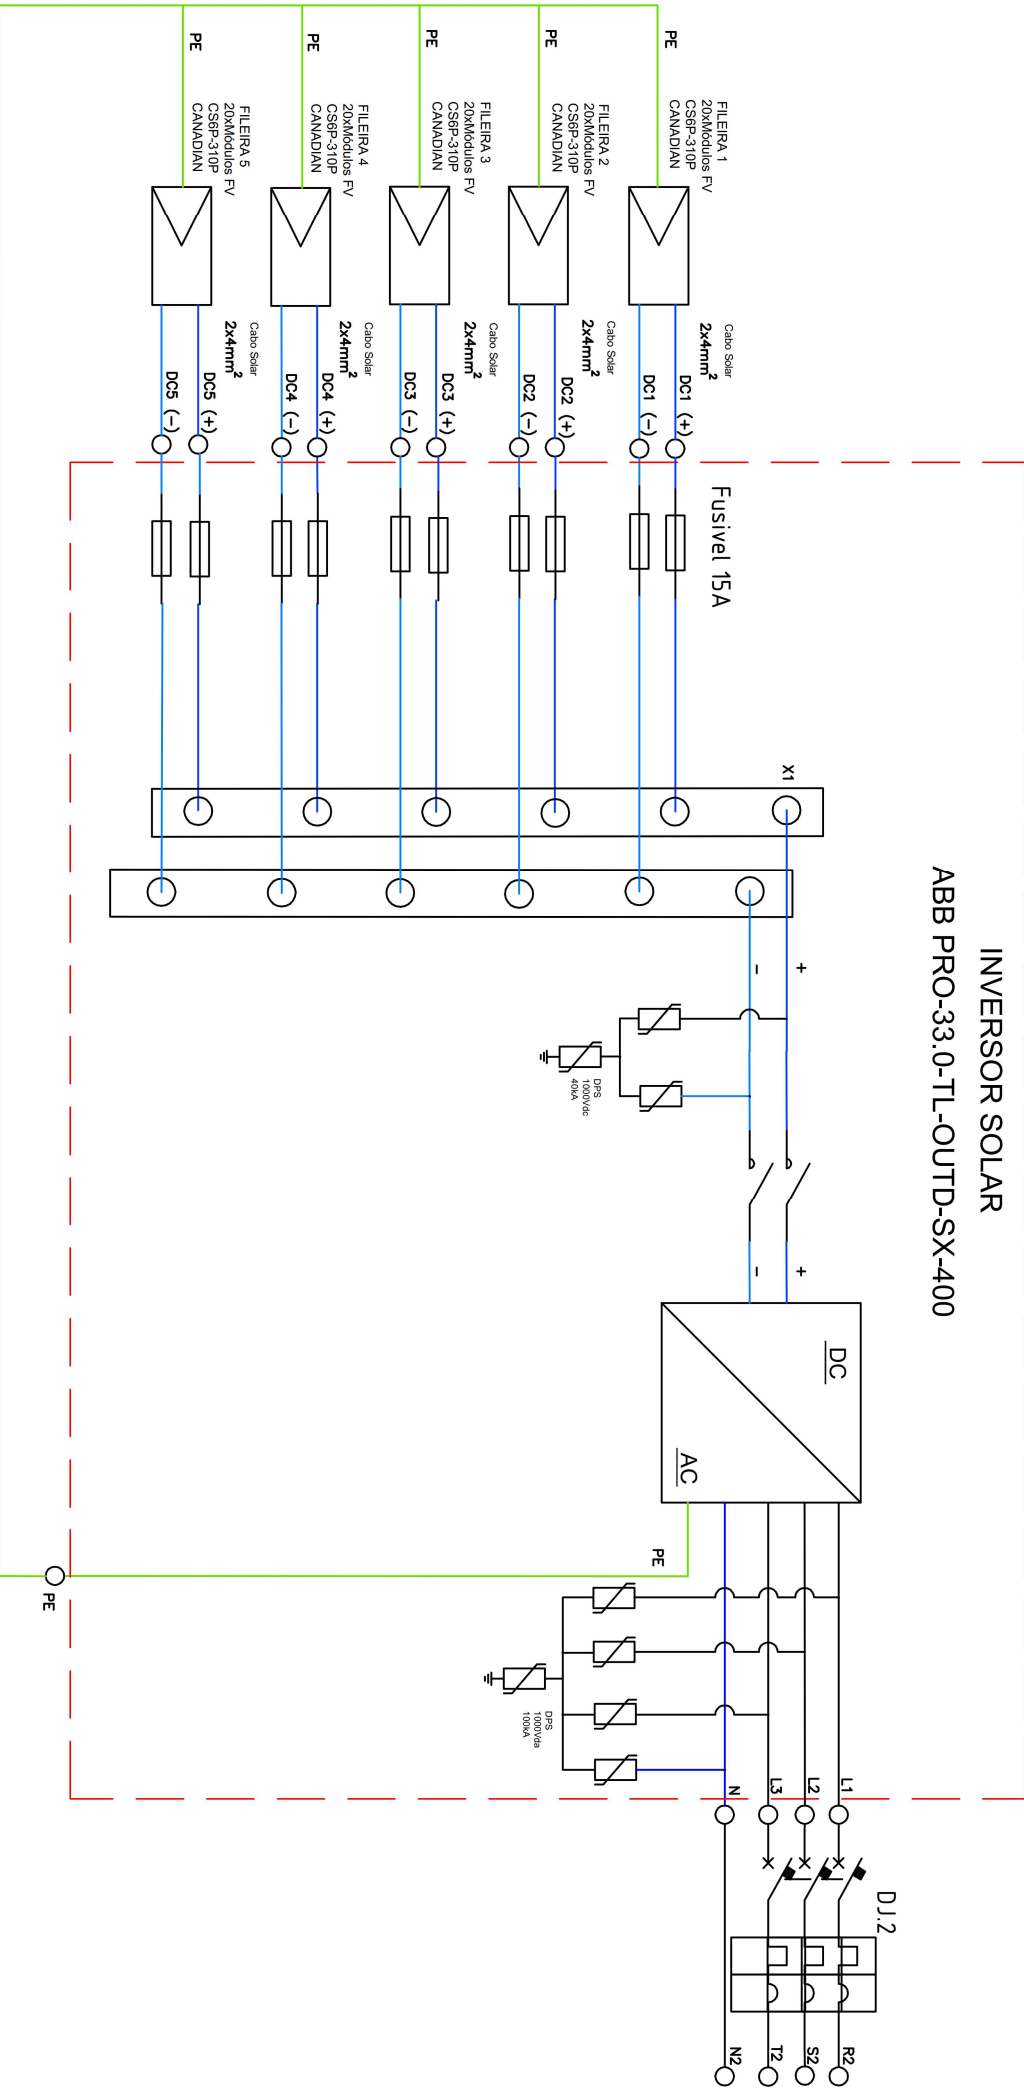 INVERSOR SOLAR
ABB PRO-33.0-TL-OUTD-SX-400
PE
FILEIRA 1
20xMódulos FV
CS6P-310P
CANADIAN
Cabo Solar
2x4mm²
DC1 (+)
DC1 (-)
PE
FILEIRA 2
20xMódulos FV
CS6P-310P
CANADIAN
Cabo Solar
2x4mm²
DC2 (+)
DC2 (-)
PE
FILEIRA 3
20xMódulos FV
CS6P-310P
CANADIAN
Cabo Solar
2x4mm²
DC3 (+)
DC3 (-)
PE
FILEIRA 4
20xMódulos FV
CS6P-310P
CANADIAN
Cabo Solar
2x4mm²
DC4 (+)
DC4 (-)
PE
FILEIRA 5
20xMódulos FV
CS6P-310P
CANADIAN
Cabo Solar
2x4mm²
DC5 (+)
DC5 (-)
Fusivel 15A
X1
+
-
DPS
1000Vdc
40kA
+
-
DC
AC
PE
PE
DPS
1000Vda
100kA
L1
L2
L3
N
DJ.2
R2
S2
T2
N2